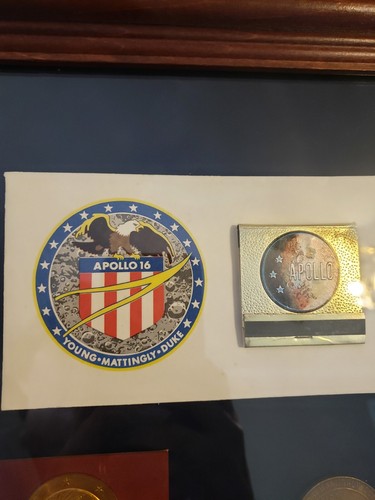 APOLLO 16
YOUNG • MATTINGLY • DUKE
APOLLO